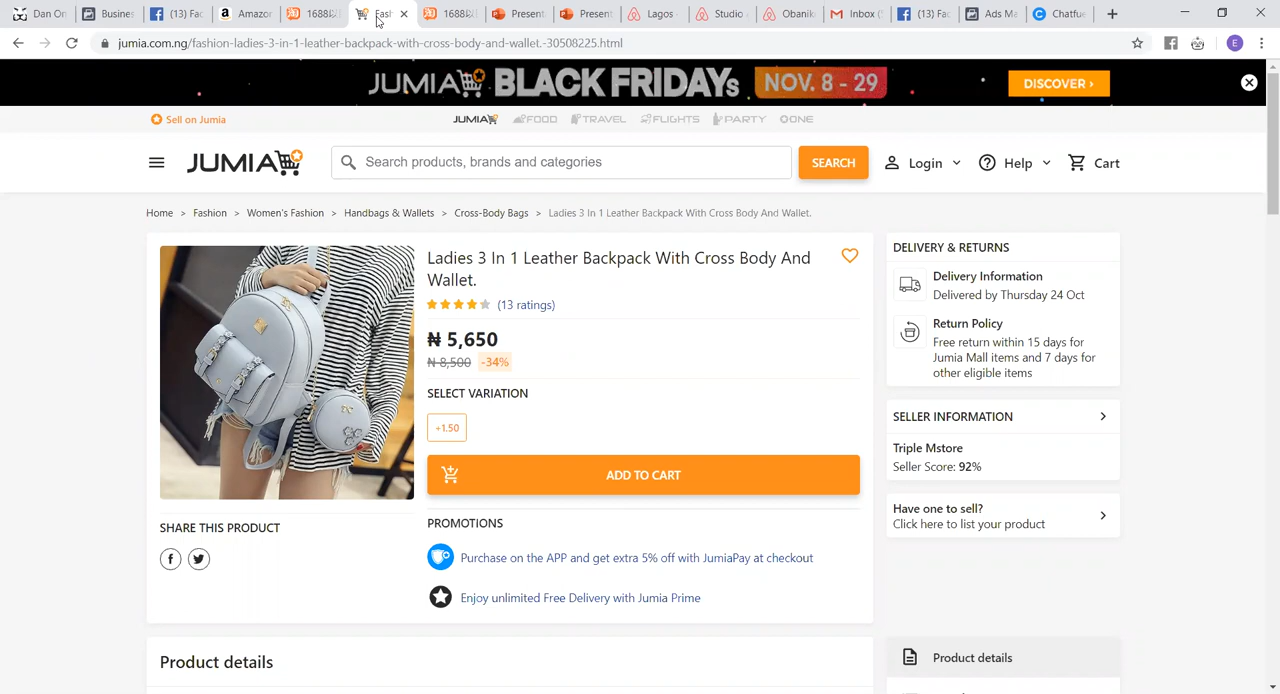 Dan On
Busines
(13) Fac
Amazon
1688
Fash
1688
Present
Present
Lagos
Studio
Obanik
Inbox (
(13) Fac
Ads Ma
Chatfue
jumia.com.ng/fashion-ladies-3-in-1-leather-backpack-with-cross-body-and-wallet.-30508225.html
E
JUMIA BLACK FRIDAYs NOV. 8 - 29
DISCOVER ›
Sell on Jumia
JUMIA FOOD TRAVEL FLIGHTS PARTY ONE
JUMIA
Search products, brands and categories
SEARCH
Login
Help
Cart
Home > Fashion > Women's Fashion > Handbags & Wallets > Cross-Body Bags > Ladies 3 In 1 Leather Backpack With Cross Body And Wallet.
Ladies 3 In 1 Leather Backpack With Cross Body And
Wallet.
(13 ratings)
₦ 5,650
₦ 8,500 -34%
SELECT VARIATION
+1.50
ADD TO CART
PROMOTIONS
Purchase on the APP and get extra 5% off with JumiaPay at checkout
Enjoy unlimited Free Delivery with Jumia Prime
SHARE THIS PRODUCT
DELIVERY & RETURNS
Delivery Information
Delivered by Thursday 24 Oct
Return Policy
Free return within 15 days for
Jumia Mall items and 7 days for
other eligible items
SELLER INFORMATION
Triple Mstore
Seller Score: 92%
Have one to sell?
Click here to list your product
Product details
Product details